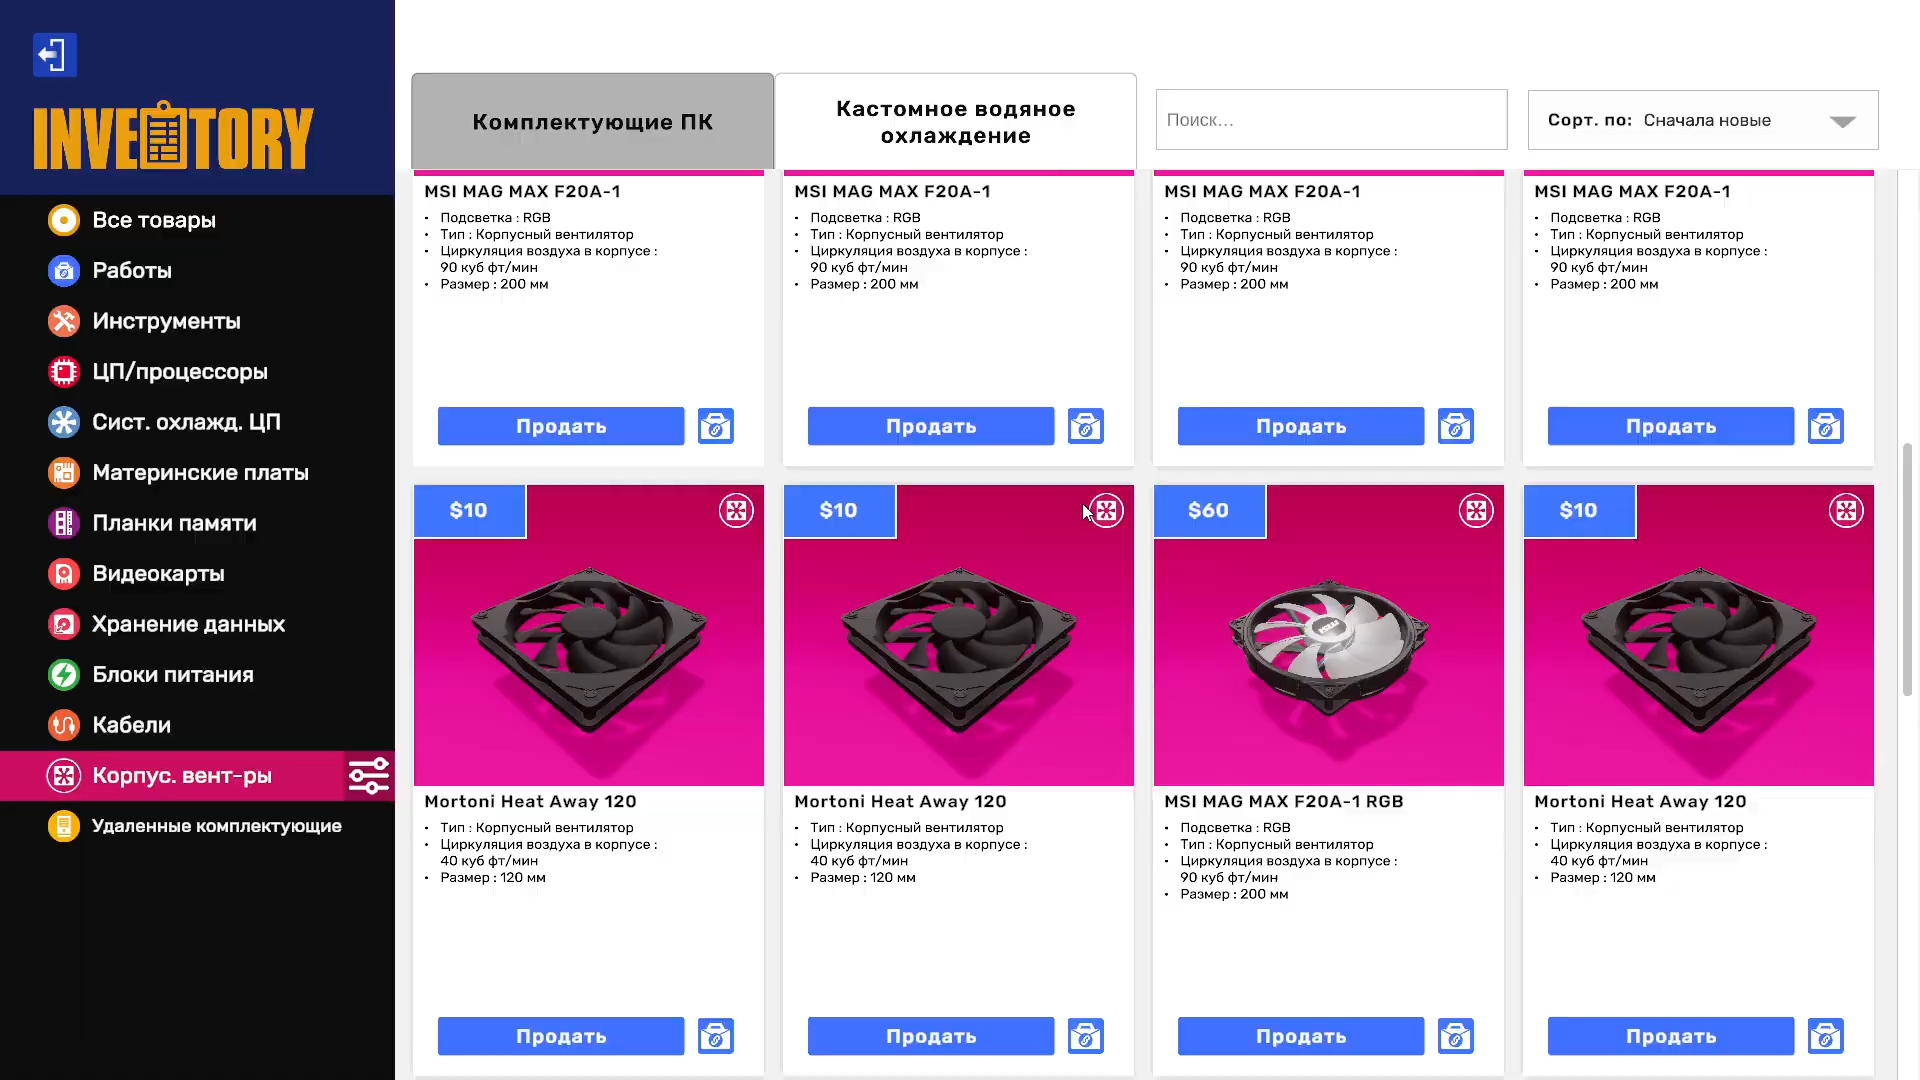 INVENTORY
Комплектующие ПК
Кастомное водяное
охлаждение
Поиск...
Сорт. по: Сначала новые
Все товары
Работы
Инструменты
ЦП/процессоры
Сист. охлажд. ЦП
Материнские платы
Планки памяти
Видеокарты
Хранение данных
Блоки питания
Кабели
Корпус. вент-ры
Удаленные комплектующие
MSI MAG MAX F20A-1
• Подсветка : RGB
• Тип : Корпусный вентилятор
• Циркуляция воздуха в корпусе :
90 куб фт/мин
• Размер : 200 мм
Продать
MSI MAG MAX F20A-1
• Подсветка : RGB
• Тип : Корпусный вентилятор
• Циркуляция воздуха в корпусе :
90 куб фт/мин
• Размер : 200 мм
Продать
MSI MAG MAX F20A-1
• Подсветка : RGB
• Тип : Корпусный вентилятор
• Циркуляция воздуха в корпусе :
90 куб фт/мин
• Размер : 200 мм
Продать
MSI MAG MAX F20A-1
• Подсветка : RGB
• Тип : Корпусный вентилятор
• Циркуляция воздуха в корпусе :
90 куб фт/мин
• Размер : 200 мм
Продать
$10
Mortoni Heat Away 120
• Тип : Корпусный вентилятор
• Циркуляция воздуха в корпусе :
40 куб фт/мин
• Размер : 120 мм
Продать
$10
Mortoni Heat Away 120
• Тип : Корпусный вентилятор
• Циркуляция воздуха в корпусе :
40 куб фт/мин
• Размер : 120 мм
Продать
$60
MSI MAG MAX F20A-1 RGB
• Подсветка : RGB
• Тип : Корпусный вентилятор
• Циркуляция воздуха в корпусе :
90 куб фт/мин
• Размер : 200 мм
Продать
$10
Mortoni Heat Away 120
• Тип : Корпусный вентилятор
• Циркуляция воздуха в корпусе :
40 куб фт/мин
• Размер : 120 мм
Продать